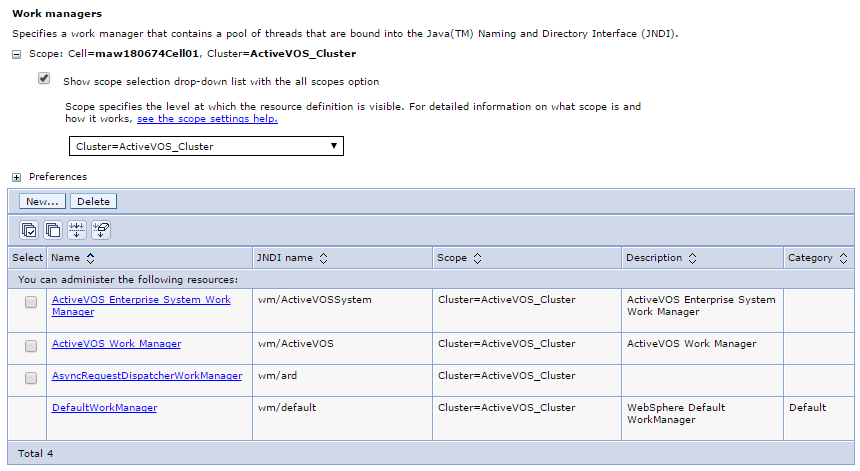 Work managers
Specifies a work manager that contains a pool of threads that are bound into the Java(TM) Naming and Directory Interface (JNDI).
Scope: Cell=maw180674Cell01, Cluster=ActiveVOS_Cluster
Show scope selection drop-down list with the all scopes option
Scope specifies the level at which the resource definition is visible. For detailed information on what scope is and
how it works, see the scope settings help.
Cluster=ActiveVOS_Cluster
Preferences
New... Delete
Select Name JNDI name Scope Description Category
You can administer the following resources:
ActiveVOS Enterprise System Work wm/ActiveVOSSystem Cluster=ActiveVOS_Cluster ActiveVOS Enterprise System
Manager Work Manager
ActiveVOS Work Manager wm/ActiveVOS Cluster=ActiveVOS_Cluster ActiveVOS Work Manager
AsyncRequestDispatcherWorkManager wm/ard Cluster=ActiveVOS_Cluster
DefaultWorkManager wm/default Cluster=ActiveVOS_Cluster WebSphere Default Default
WorkManager
Total 4